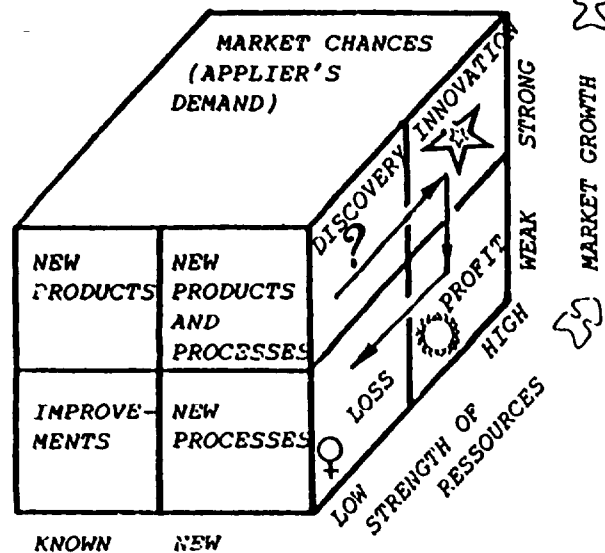 MARKET CHANCES
(APPLIER'S
DEMAND)
DISCOVERY
INNOVATION
?
NEW
PRODUCTS
NEW
PRODUCTS
AND
PROCESSES
IMPROVE-
MENTS
NEW
PROCESSES
LOSS
PROFIT
STRONG
WEAK
MARKET GROWTH
LOW
HIGH
STRENGTH OF
RESSOURCES
KNOWN
NEW